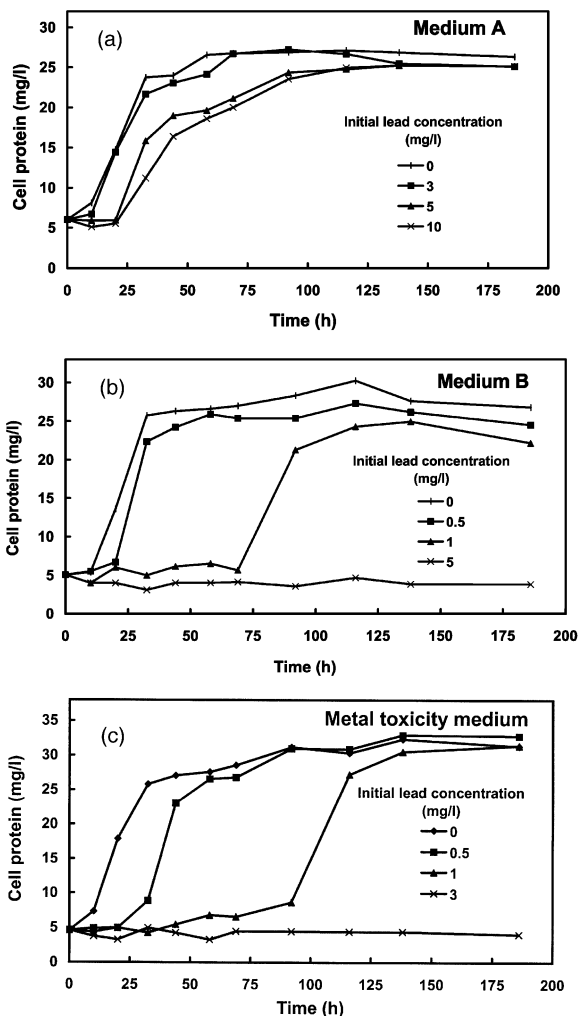 (a)
Medium A
30
25
20
15
10
5
0
Cell protein (mg/l)
Initial lead concentration
(mg/l)
0
3
5
10
0 25 50 75 100 125 150 175 200
Time (h)
(b)
Medium B
30
25
20
15
10
5
0
Cell protein (mg/l)
Initial lead concentration
(mg/l)
0
0.5
1
5
0 25 50 75 100 125 150 175 200
Time (h)
(c)
Metal toxicity medium
35
30
25
20
15
10
5
0
Cell protein (mg/l)
Initial lead concentration
(mg/l)
0
0.5
1
3
0 25 50 75 100 125 150 175 200
Time (h)